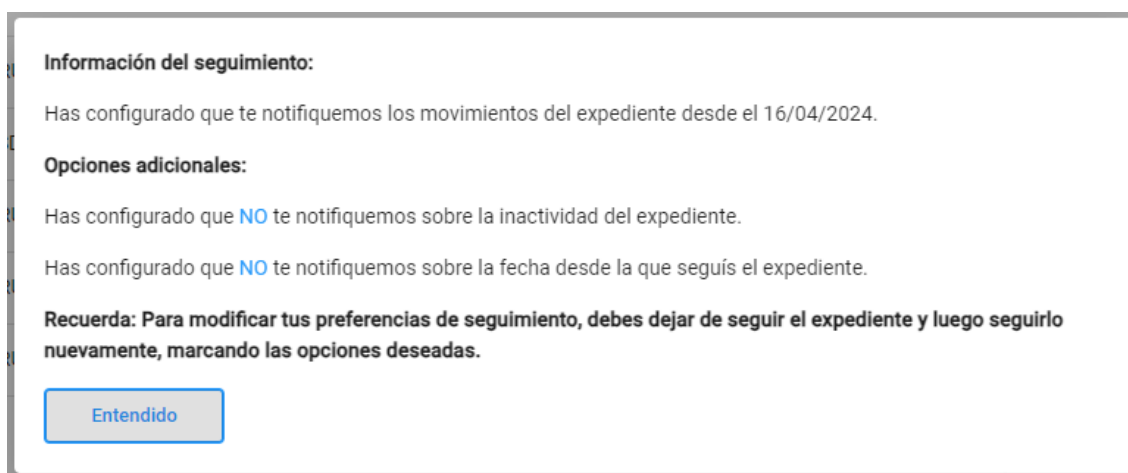 Información del seguimiento:
Has configurado que te notifiquemos los movimientos del expediente desde el 16/04/2024.
Opciones adicionales:
Has configurado que NO te notifiquemos sobre la inactividad del expediente.
Has configurado que NO te notifiquemos sobre la fecha desde la que seguís el expediente.
Recuerda: Para modificar tus preferencias de seguimiento, debes dejar de seguir el expediente y luego seguirlo
nuevamente, marcando las opciones deseadas.
Entendido